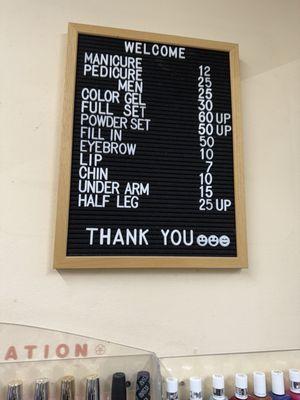 WELCOME
MANICURE 12
PEDICURE 25
MEN 25
COLOR GEL 30
FULL SET 60 UP
POWDER SET 50 UP
FILL IN 50
EYEBROW 10
LIP 7
CHIN 10
UNDER ARM 15
HALF LEG 25 UP
THANK YOU
ATION